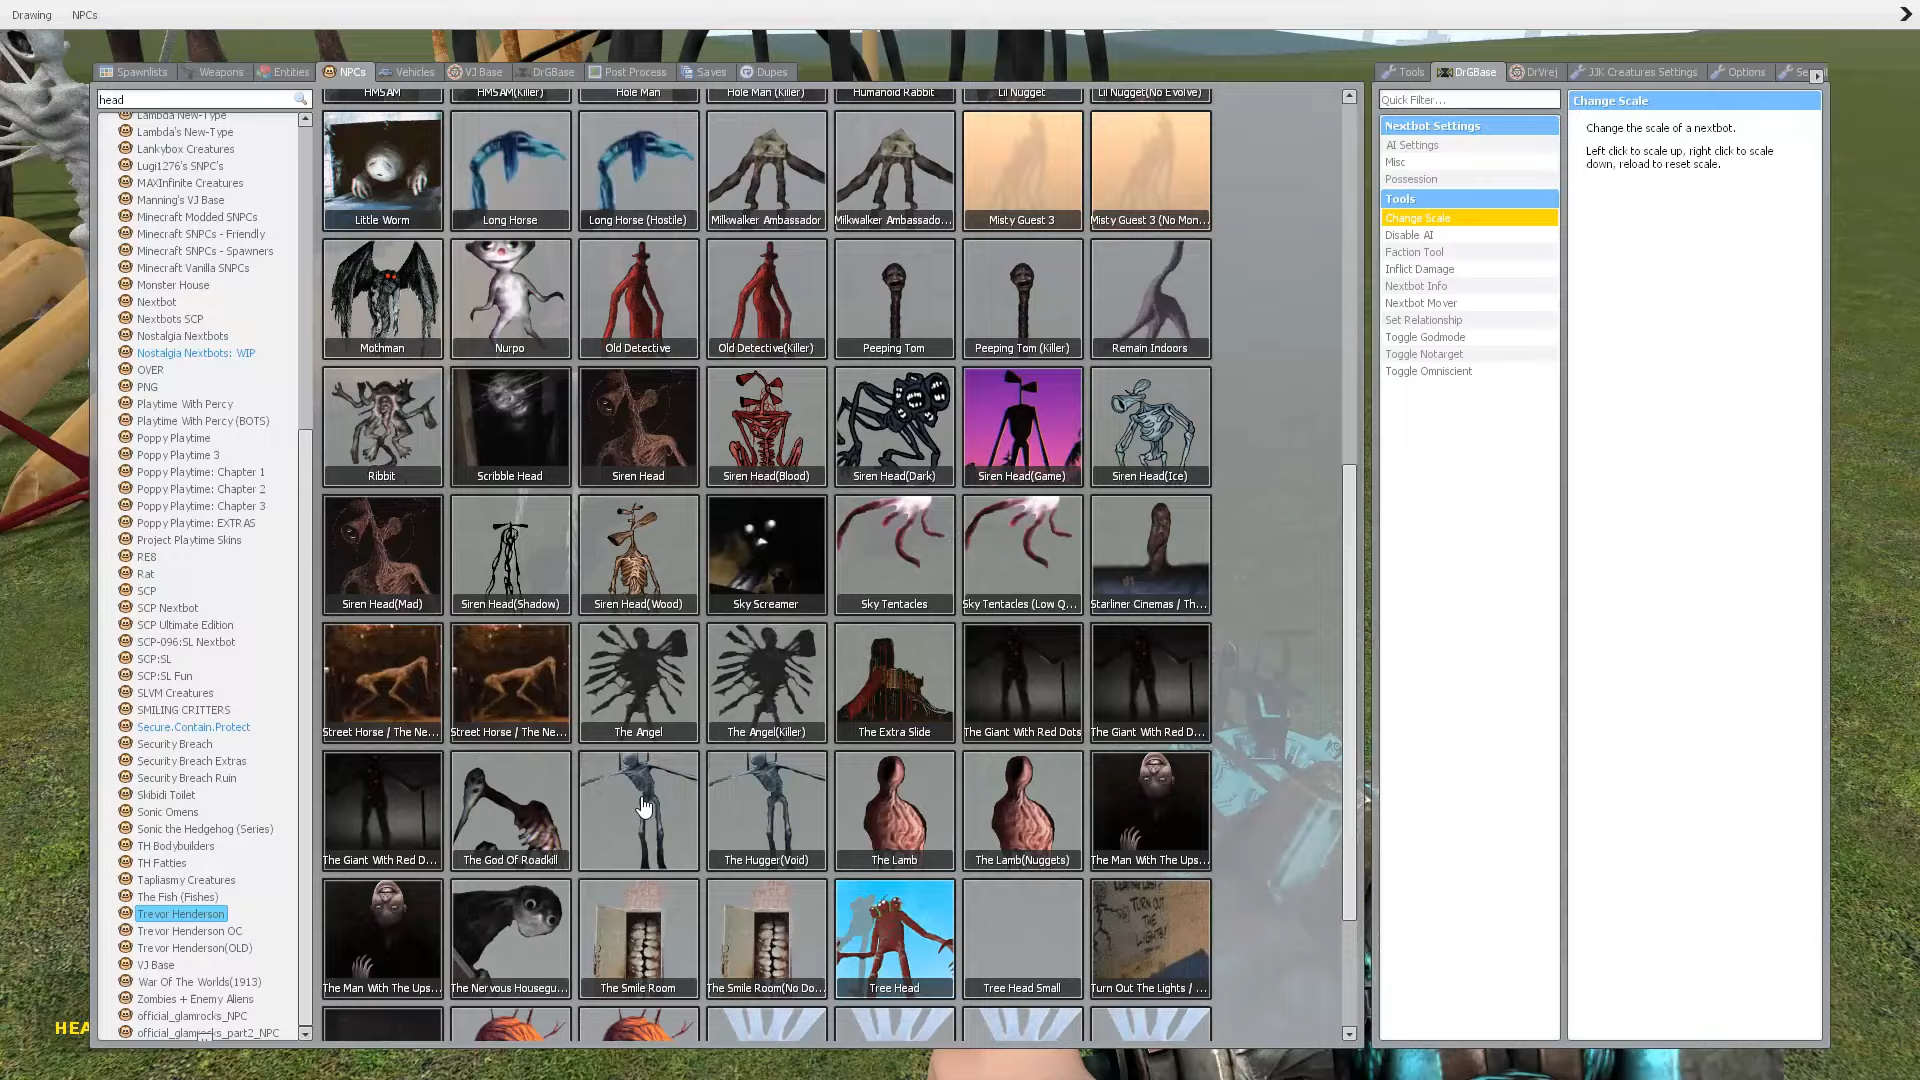 Drawing NPCs
Spawnlists Weapons Entities NPCs Vehicles VJ Base DrGBase Post Process Saves Dupes
head
Lambda New-Type
Lambda's New-Type
Lankybox Creatures
Lugi1276's SNPC's
MAXInfinite Creatures
Manning's VJ Base
Minecraft Modded SNPCs
Minecraft SNPCs - Friendly
Minecraft SNPCs - Spawners
Minecraft Vanilla SNPCs
Monster House
Nextbot
Nextbots SCP
Nostalgia Nextbots
Nostalgia Nextbots: WIP
OVER
PNG
Playtime With Percy
Playtime With Percy (BOTS)
Poppy Playtime
Poppy Playtime 3
Poppy Playtime: Chapter 1
Poppy Playtime: Chapter 2
Poppy Playtime: Chapter 3
Poppy Playtime: EXTRAS
Project Playtime Skins
RE8
Rat
SCP
SCP Nextbot
SCP Ultimate Edition
SCP-096:SL Nextbot
SCP:SL
SCP:SL Fun
SLVM Creatures
SMILING CRITTERS
Secure.Contain.Protect
Security Breach
Security Breach Extras
Security Breach Ruin
Skibidi Toilet
Sonic Omens
Sonic the Hedgehog (Series)
TH Bodybuilders
TH Fatties
Tapliasmy Creatures
The Fish (Fishes)
Trevor Henderson
Trevor Henderson OC
Trevor Henderson(OLD)
VJ Base
War Of The Worlds(1913)
Zombies + Enemy Aliens
official_glamrocks_NPC
official_glamrocks_part2_NPC
HEA
HMSAM HMSAM(Killer) Hole Man Hole Man (Killer) Humanoid Rabbit Lil Nugget Lil Nugget(No Evolve)
Little Worm Long Horse Long Horse (Hostile) Milkwalker Ambassador Milkwalker Ambassado... Misty Guest 3 Misty Guest 3 (No Mon...
Mothman Nurpo Old Detective Old Detective(Killer) Peeping Tom Peeping Tom (Killer) Remain Indoors
Ribbit Scribble Head Siren Head Siren Head(Blood) Siren Head(Dark) Siren Head(Game) Siren Head(Ice)
Siren Head(Mad) Siren Head(Shadow) Siren Head(Wood) Sky Screamer Sky Tentacles Sky Tentacles (Low Q... Starliner Cinemas / Th...
Street Horse / The Ne... Street Horse / The Ne... The Angel The Angel(Killer) The Extra Slide The Giant With Red Dots The Giant With Red D...
The Giant With Red D... The God Of Roadkill The Hugger(Void) The Lamb The Lamb(Nuggets) The Man With The Ups...
TURN OUT
THE
LIGHTS
The Man With The Ups... The Nervous Housegu... The Smile Room The Smile Room(No Do... Tree Head Tree Head Small Turn Out The Lights / ...
Tools DrGBase DrVrej JJK Creatures Settings Options
Quick Filter...
Nextbot Settings
AI Settings
Misc
Possession
Tools
Change Scale
Disable AI
Faction Tool
Inflict Damage
Nextbot Info
Nextbot Mover
Set Relationship
Toggle Godmode
Toggle Notarget
Toggle Omniscient
Change Scale
Change the scale of a nextbot.
Left click to scale up, right click to scale
down, reload to reset scale.